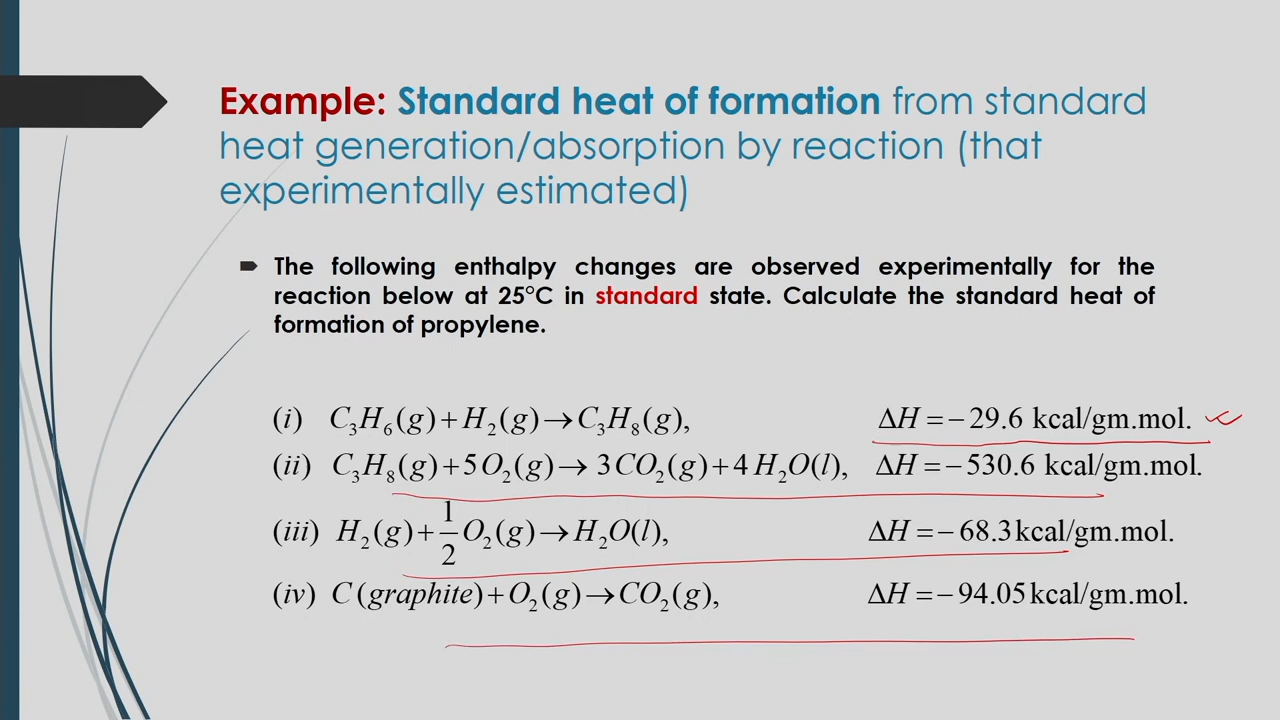 Example: Standard heat of formation from standard
heat generation/absorption by reaction (that
experimentally estimated)
The following enthalpy changes are observed experimentally for the
reaction below at 25°C in standard state. Calculate the standard heat of
formation of propylene.
(i) C₃H₆(g)+H₂(g)→C₃H₈(g), ΔH =− 29.6 kcal/gm.mol.
(ii) C₃H₈(g)+5O₂(g)→ 3CO₂(g)+4H₂O(l), ΔH =− 530.6 kcal/gm.mol.
(iii) H₂(g)+1/2 O₂(g)→H₂O(l), ΔH =− 68.3kcal/gm.mol.
(iv) C(graphite)+O₂(g)→CO₂(g), ΔH =− 94.05kcal/gm.mol.